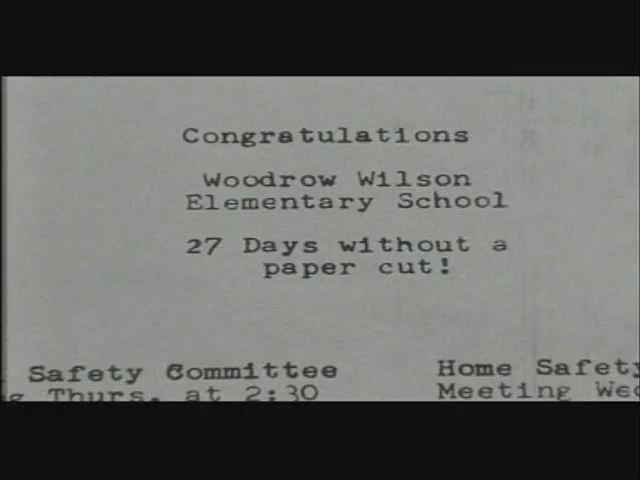 Congratulations
Woodrow Wilson
Elementary School
27 Days without a
paper cut!
Safety Committee
Home Safety
Thurs. at 2:30
Meeting